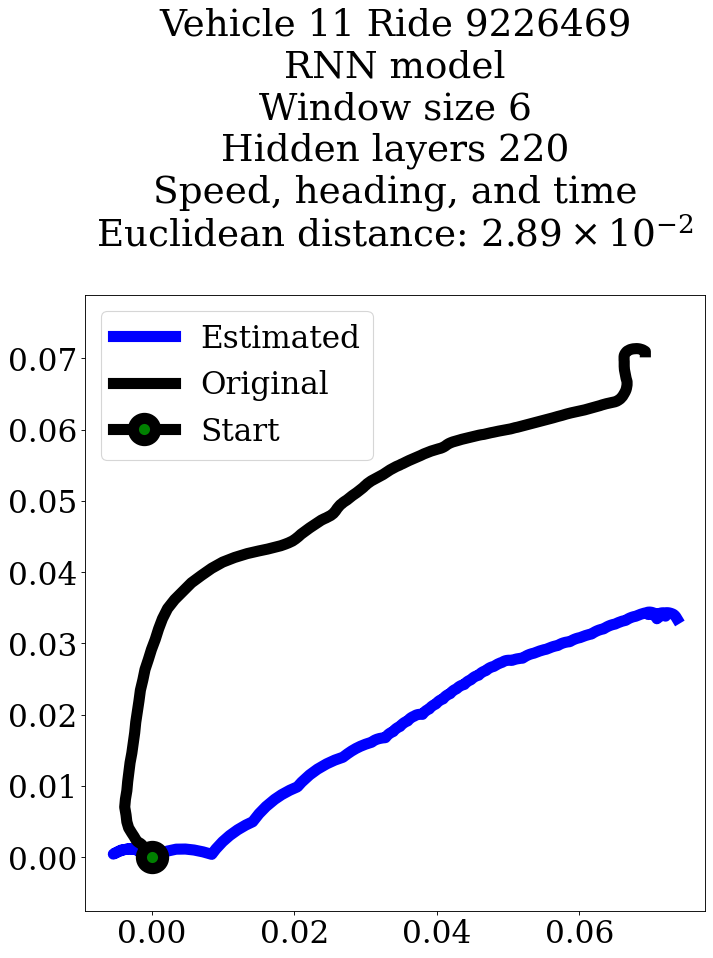 Vehicle 11 Ride 9226469
RNN model
Window size 6
Hidden layers 220
Speed, heading, and time
Euclidean distance: 2.89 × 10⁻²
Estimated
Original
Start
0.07
0.06
0.05
0.04
0.03
0.02
0.01
0.00
0.00 0.02 0.04 0.06